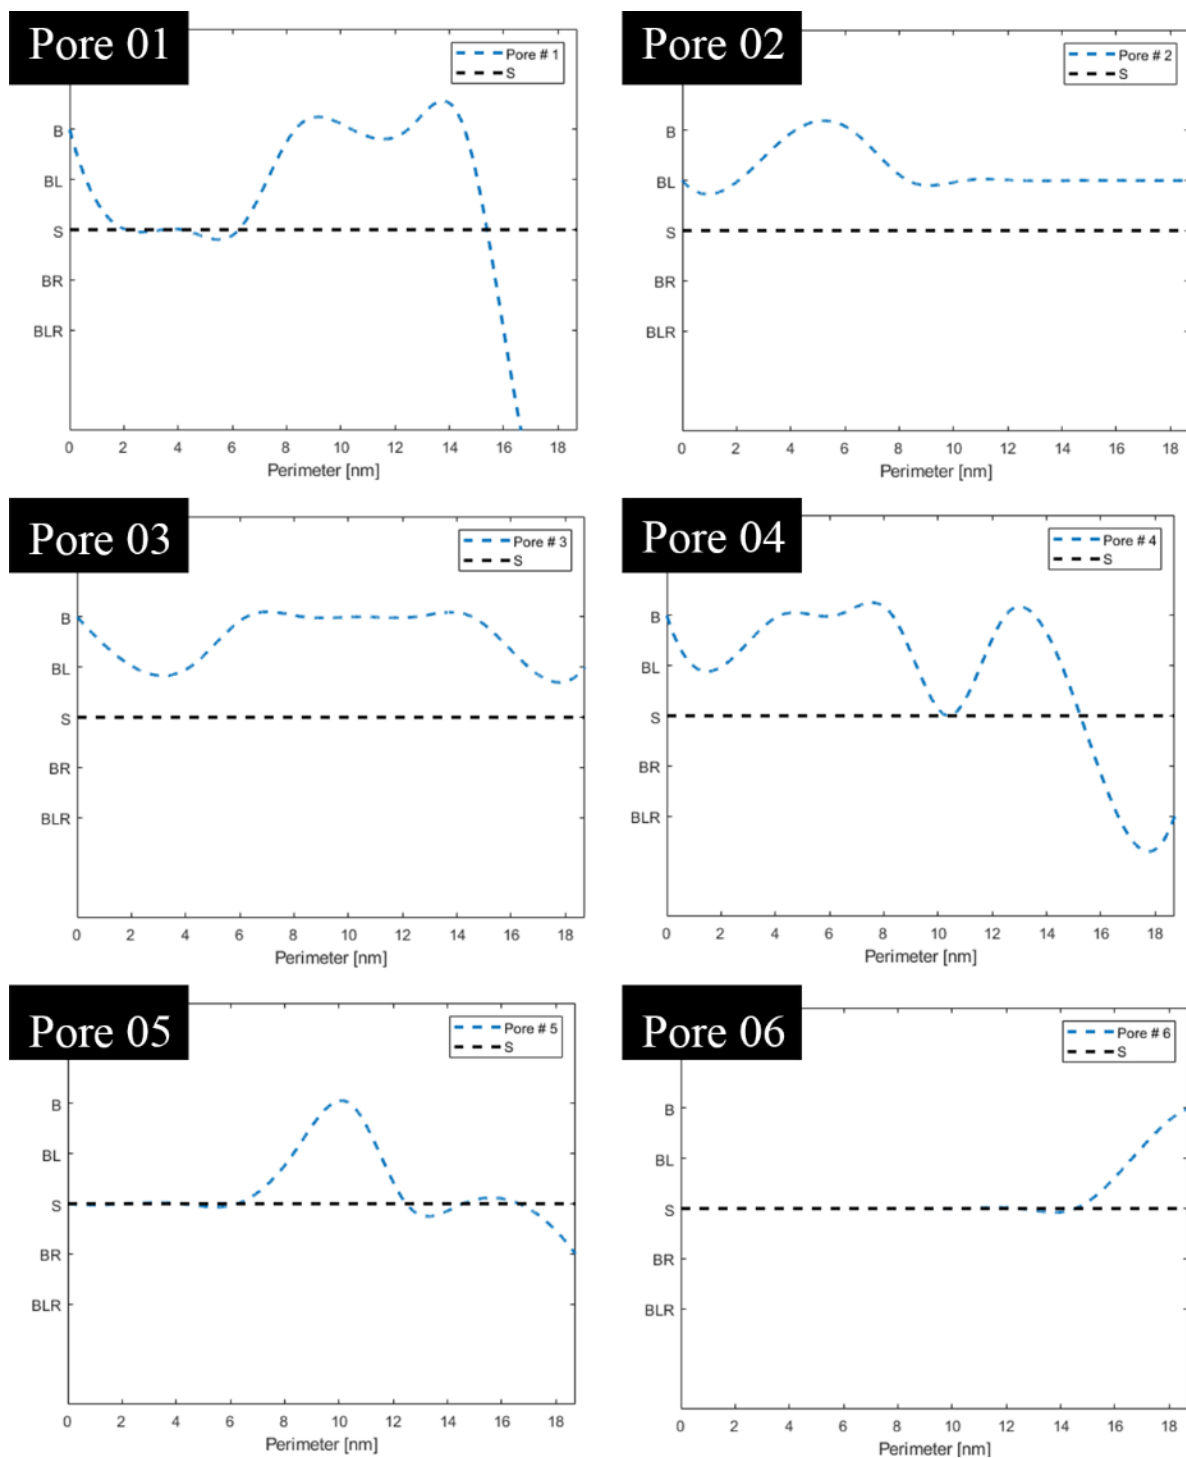 Pore 01
Pore # 1
S
B
BL
S
BR
BLR
0 2 4 6 8 10 12 14 16 18
Perimeter [nm]
Pore 02
Pore # 2
S
B
BL
S
BR
BLR
0 2 4 6 8 10 12 14 16 18
Perimeter [nm]
Pore 03
Pore # 3
S
B
BL
S
BR
BLR
0 2 4 6 8 10 12 14 16 18
Perimeter [nm]
Pore 04
Pore # 4
S
B
BL
S
BR
BLR
0 2 4 6 8 10 12 14 16 18
Perimeter [nm]
Pore 05
Pore # 5
S
B
BL
S
BR
BLR
0 2 4 6 8 10 12 14 16 18
Perimeter [nm]
Pore 06
Pore # 6
S
B
BL
S
BR
BLR
0 2 4 6 8 10 12 14 16 18
Perimeter [nm]